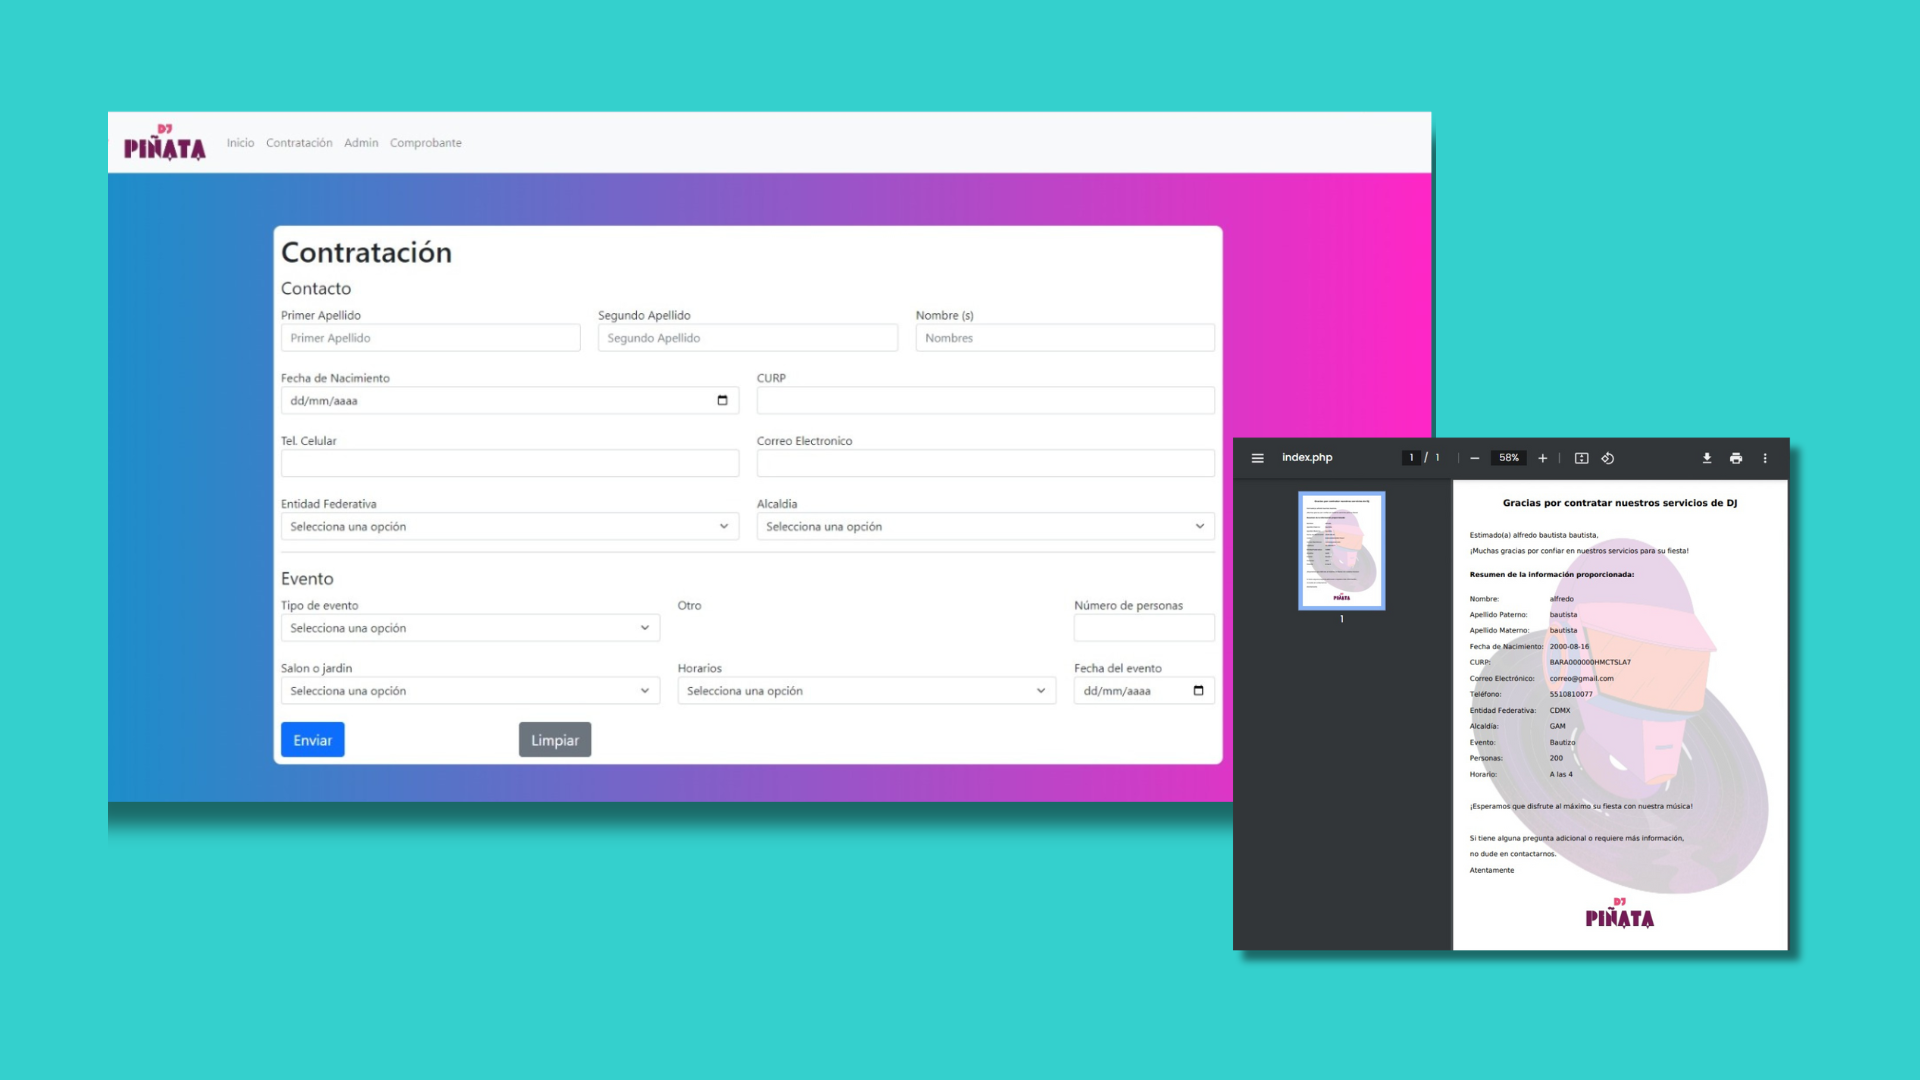 DJ
PIÑATA
Inicio Contratación Admin Comprobante
Contratación
Contacto
Primer Apellido Segundo Apellido Nombre (s)
Primer Apellido Segundo Apellido Nombres
Fecha de Nacimiento CURP
dd/mm/aaaa
Tel. Celular Correo Electronico
Entidad Federativa Alcaldia
Selecciona una opción Selecciona una opción
Evento
Tipo de evento Otro Número de personas
Selecciona una opción
Salon o jardin Horarios Fecha del evento
Selecciona una opción Selecciona una opción dd/mm/aaaa
Enviar Limpiar
index.php 1 / 1 58%
1
Gracias por contratar nuestros servicios de DJ
Estimado(a) alfredo bautista bautista,
¡Muchas gracias por confiar en nuestros servicios para su fiesta!
Resumen de la información proporcionada:
Nombre: alfredo
Apellido Paterno: bautista
Apellido Materno: bautista
Fecha de Nacimiento: 2000-08-16
CURP: BARA000000HMCTSLA7
Correo Electrónico: correo@gmail.com
Teléfono: 5510810077
Entidad Federativa: CDMX
Alcaldía: GAM
Evento: Bautizo
Personas: 200
Horario: A las 4
¡Esperamos que disfrute al máximo su fiesta con nuestra música!
Si tiene alguna pregunta adicional o requiere más información,
no dude en contactarnos.
Atentamente
DJ
PIÑATA